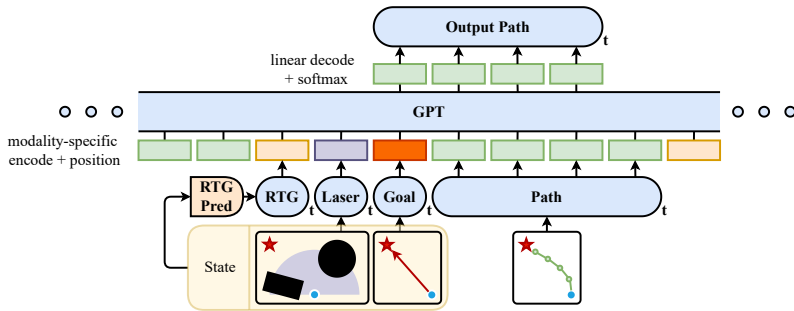 Output Path
t
linear decode
+ softmax
GPT
modality-specific
encode + position
RTG
Pred
RTG
t
Laser
t
Goal
t
Path
t
State